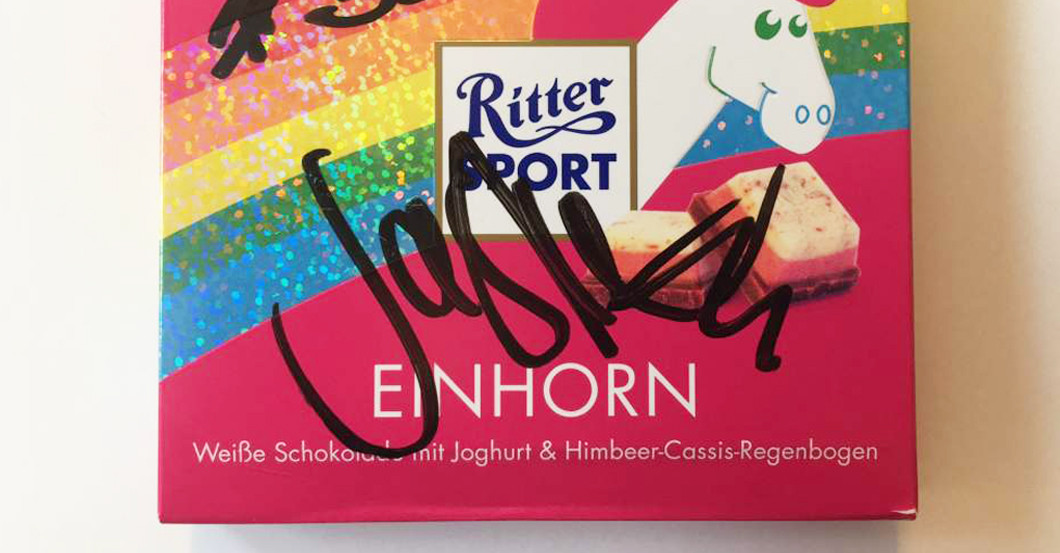 Ritter
SPORT
EINHORN
Weiße Schokolade mit Joghurt & Himbeer-Cassis-Regenbogen